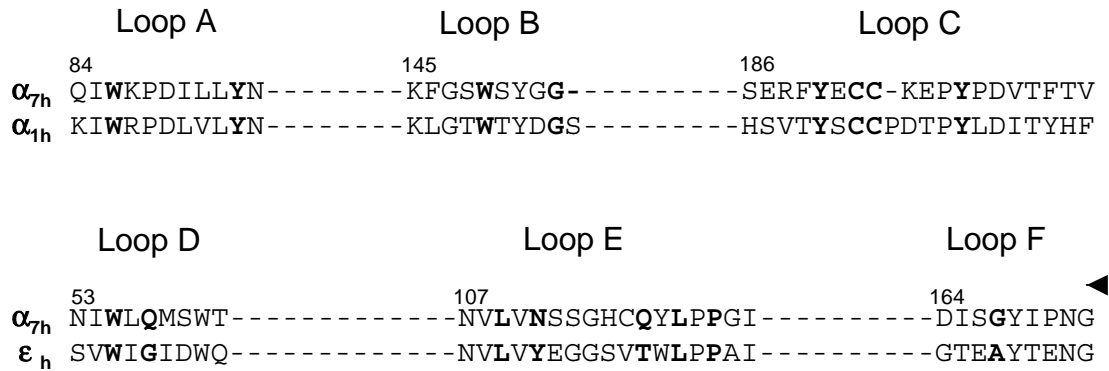 Loop A Loop B Loop C
84 145 186
α7h QIWKPDILLYN--------KFGSWSYGG----------SERFYECC-KEPYPDVTFTV
α1h KIWRPDLVLYN--------KLGTWTYDGS---------HSVTYSCCPDTPYLDITYHF
Loop D Loop E Loop F
53 107 164
α7h NIWLQMSWT-------------NVLVNSSGHCQYLPPGI----------DISGYIPNG
εh SVWIGIDWQ-------------NVLVYEGGSVTWLPPAI----------GTEAYTENG